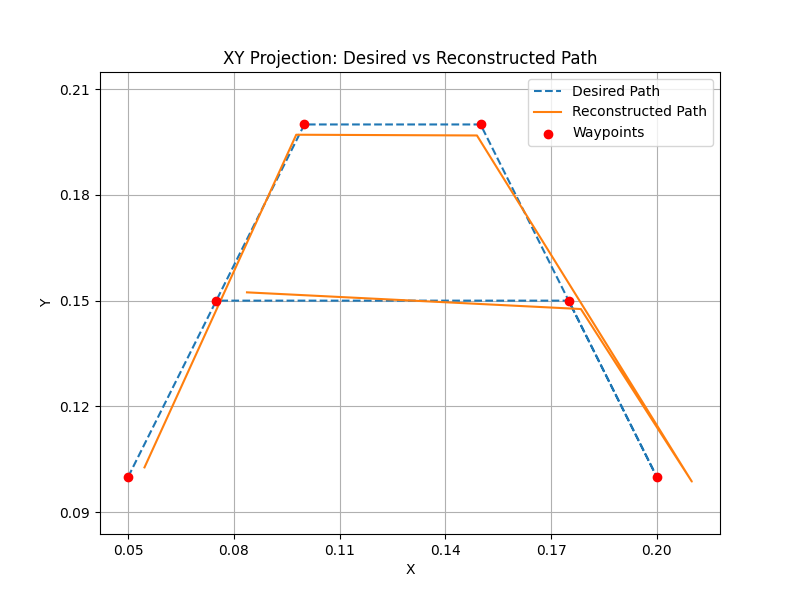 XY Projection: Desired vs Reconstructed Path
Desired Path
Reconstructed Path
Waypoints
0.21
0.18
0.15
0.12
0.09
Y
0.05 0.08 0.11 0.14 0.17 0.20
X